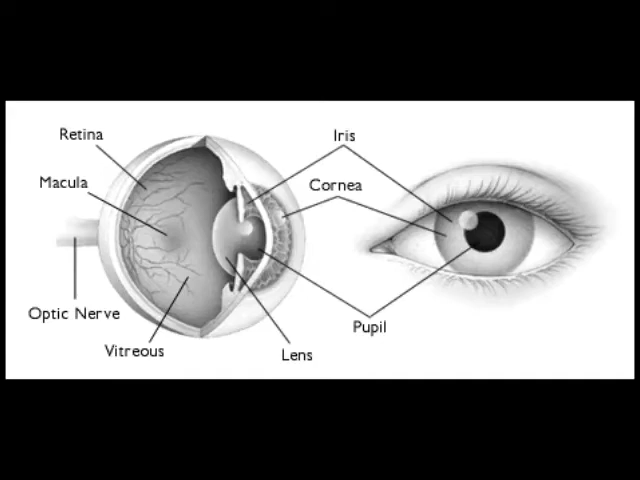 Retina
Iris
Macula
Cornea
Optic Nerve
Pupil
Vitreous
Lens